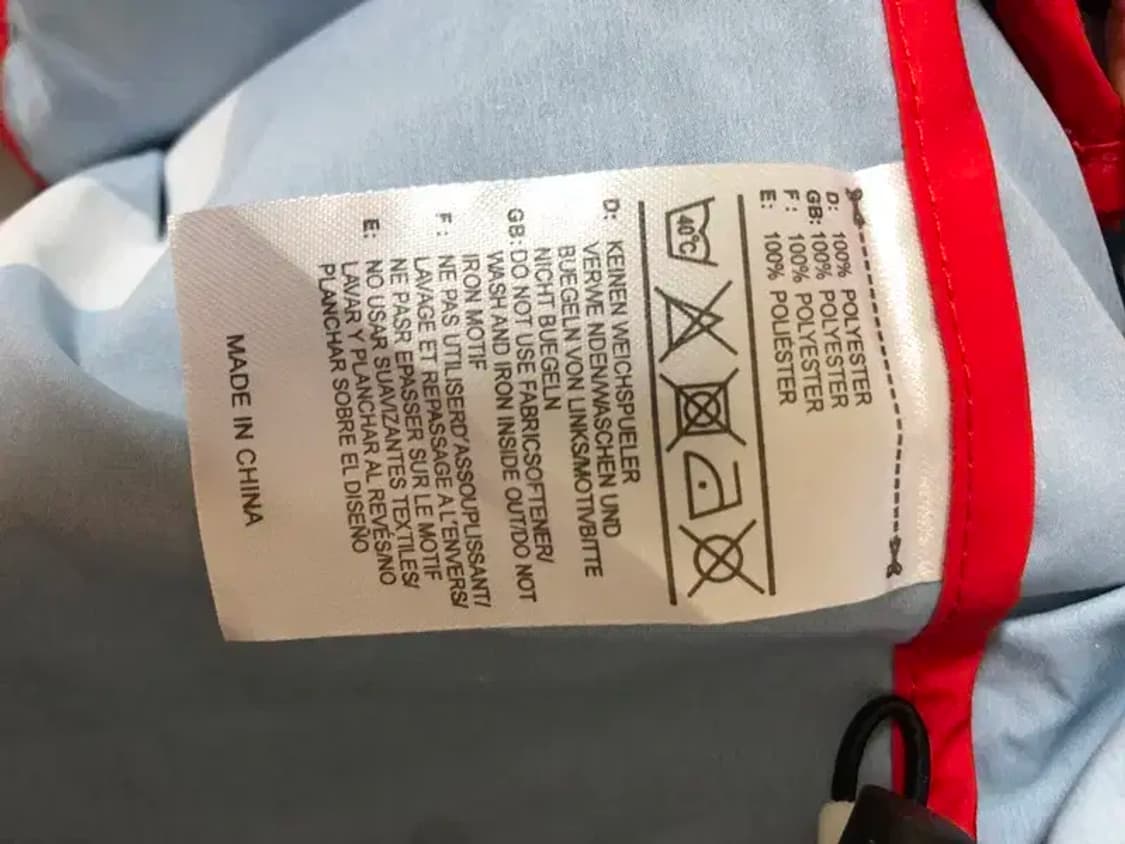 D: 100% POLYESTER
GB: 100% POLYESTER
F: 100% POLYESTER
E: 100% POLIÉSTER
40°C
D: KEINEN WEICHSPUELER
VERWE NDEN/WASCHEN UND
BUEGELN VON LINKS/MOTIVBITTE
NICHT BUEGELN
GB: DO NOT USE FABRICSOFTENER/
WASH AND IRON INSIDE OUT/DO NOT
IRON MOTIF
F: NE PAS UTILISERD'ASSOUPLISSANT/
LAVAGE ET REPASSAGE A L'ENVERS/
NE PASR EPASSER SUR LE MOTIF
E: NO USAR SUAVIZANTES TEXTILES/
LAVAR Y PLANCHAR AL REVÉS/NO
PLANCHAR SOBRE EL DISEÑO
MADE IN CHINA